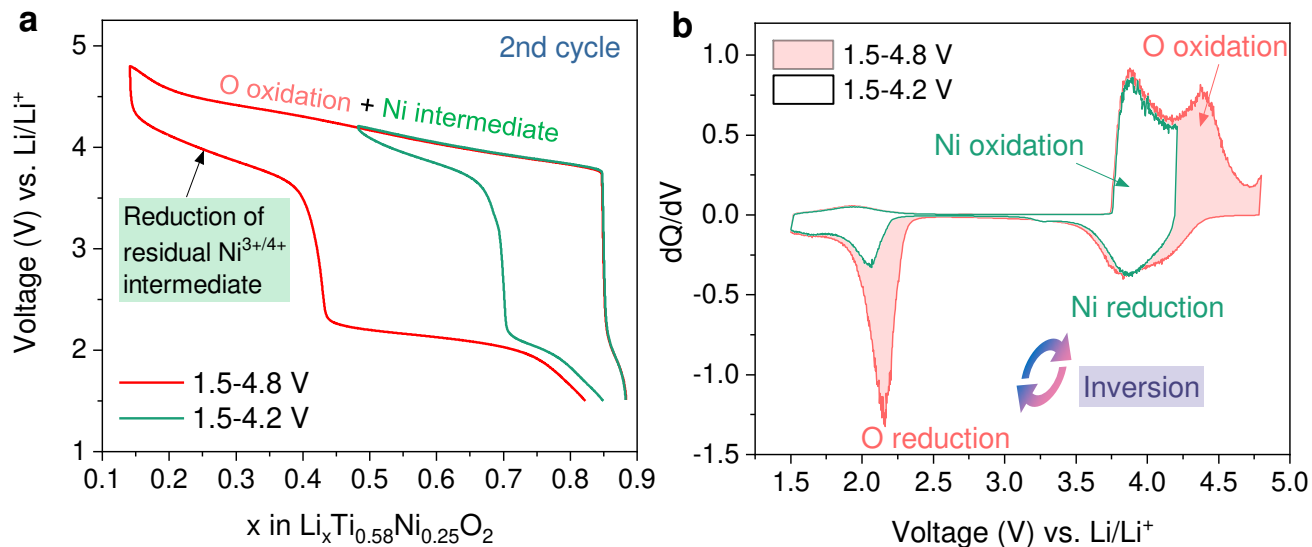 a
2nd cycle
O oxidation + Ni intermediate
Reduction of
residual Ni³⁺/⁴⁺
intermediate
1.5-4.8 V
1.5-4.2 V
5
4
3
2
1
Voltage (V) vs. Li/Li⁺
0.1 0.2 0.3 0.4 0.5 0.6 0.7 0.8 0.9
x in LiₓTi₀.₅₈Ni₀.₂₅O₂
b
1.5-4.8 V
1.5-4.2 V
O oxidation
Ni oxidation
Ni reduction
Inversion
O reduction
1.0
0.5
0.0
-0.5
-1.0
-1.5
dQ/dV
1.5 2.0 2.5 3.0 3.5 4.0 4.5 5.0
Voltage (V) vs. Li/Li⁺